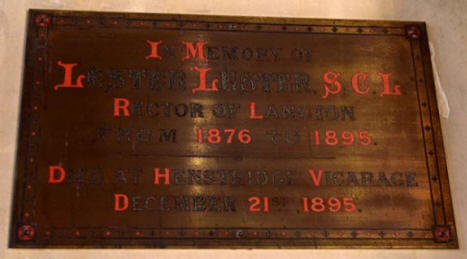 IN MEMORY OF
LESTER LESTER, S.C.L.
RECTOR OF LANGTON
FROM 1876 TO 1895.
DIED AT HENSTRIDGE VICARAGE
DECEMBER 21ST 1895.